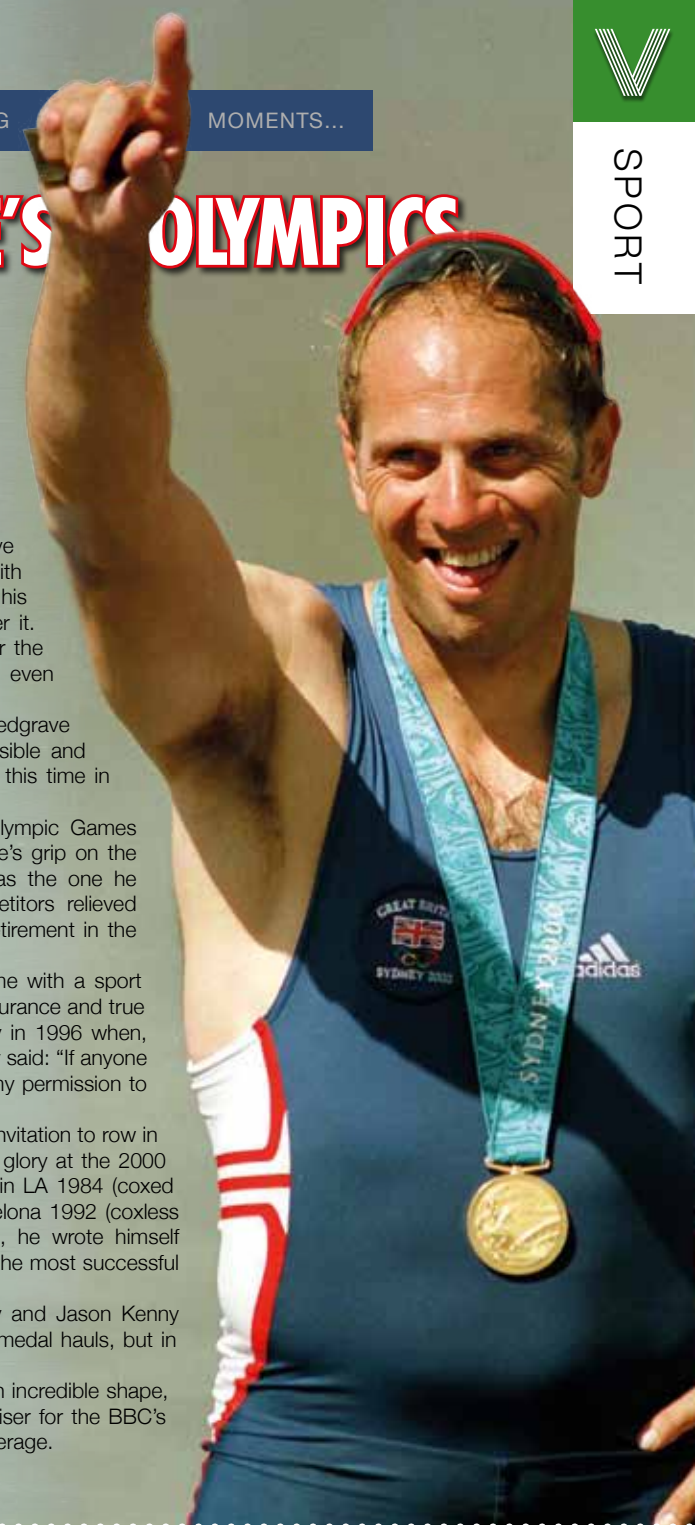 V
SPORT
G
MOMENTS...
E'S OLYMPICS
ve
ith
his
er it.
r the
even
edgrave
sible and
this time in
lympic Games
e's grip on the
as the one he
etitors relieved
tirement in the
ne with a sport
urance and true
y in 1996 when,
said: “If anyone
ny permission to
nvitation to row in
glory at the 2000
in LA 1984 (coxed
elona 1992 (coxless
, he wrote himself
he most successful
y and Jason Kenny
medal hauls, but in
n incredible shape,
iser for the BBC's
erage.
GREAT BRIT
SYDNEY 2000
adidas
SYDNEY 2000